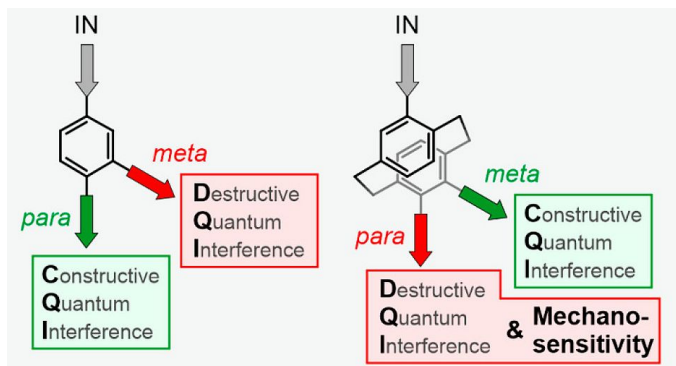 IN
meta
para
Destructive
Quantum
Interference
Constructive
Quantum
Interference
IN
meta
para
Constructive
Quantum
Interference
Destructive
Quantum
Interference
& Mechano-
sensitivity